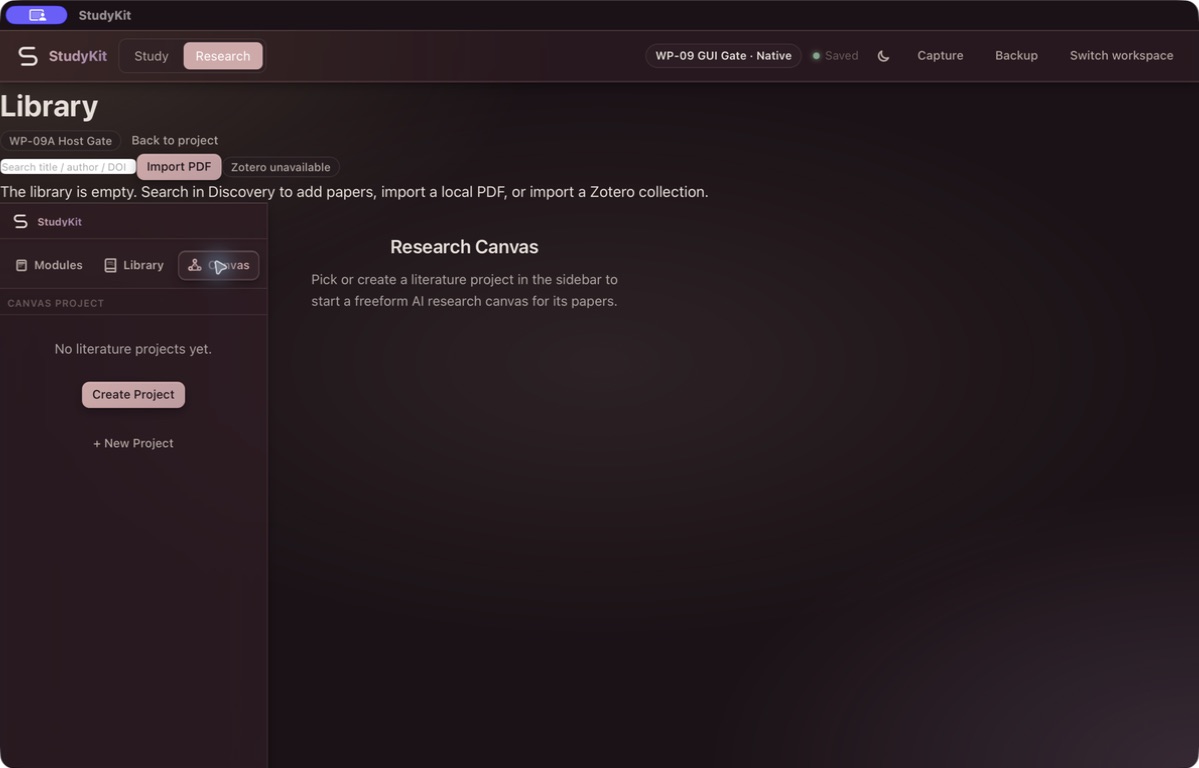 StudyKit
StudyKit Study Research WP-09 GUI Gate · Native Saved Capture Backup Switch workspace
Library
WP-09A Host Gate Back to project
Search title / author / DOI Import PDF Zotero unavailable
The library is empty. Search in Discovery to add papers, import a local PDF, or import a Zotero collection.
StudyKit
Modules Library Canvas
CANVAS PROJECT
No literature projects yet.
Create Project
+ New Project
Research Canvas
Pick or create a literature project in the sidebar to
start a freeform AI research canvas for its papers.